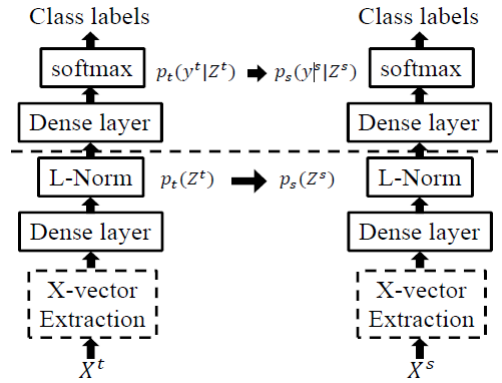 Class labels Class labels
softmax p_t(y^t|Z^t) p_s(y^s|Z^s) softmax
Dense layer Dense layer
L-Norm p_t(Z^t) p_s(Z^s) L-Norm
Dense layer Dense layer
X-vector X-vector
Extraction Extraction
X^t X^s